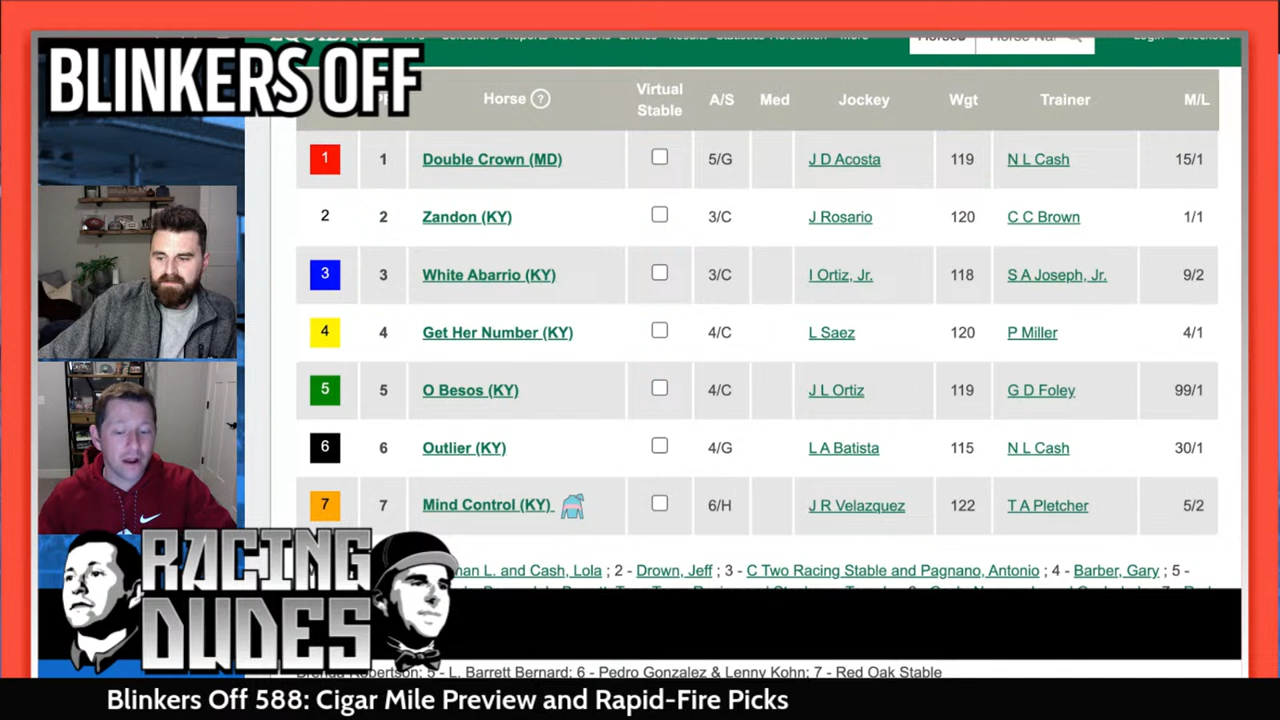 BLINKERS OFF
Horse ? Virtual Stable A/S Med Jockey Wgt Trainer M/L
1 1 Double Crown (MD) 5/G J D Acosta 119 N L Cash 15/1
2 2 Zandon (KY) 3/C J Rosario 120 C C Brown 1/1
3 3 White Abarrio (KY) 3/C I Ortiz, Jr. 118 S A Joseph, Jr. 9/2
4 4 Get Her Number (KY) 4/C L Saez 120 P Miller 4/1
5 5 O Besos (KY) 4/C J L Ortiz 119 G D Foley 99/1
6 6 Outlier (KY) 4/G L A Batista 115 N L Cash 30/1
7 7 Mind Control (KY) 6/H J R Velazquez 122 T A Pletcher 5/2
L. and Cash, Lola ; 2 - Drown, Jeff ; 3 - C Two Racing Stable and Pagnano, Antonio ; 4 - Barber, Gary ; 5 -
RACING
DUDES
Robertson; 5 - L. Barrett Bernard; 6 - Pedro Gonzalez & Lenny Kohn; 7 - Red Oak Stable
Blinkers Off 588: Cigar Mile Preview and Rapid-Fire Picks